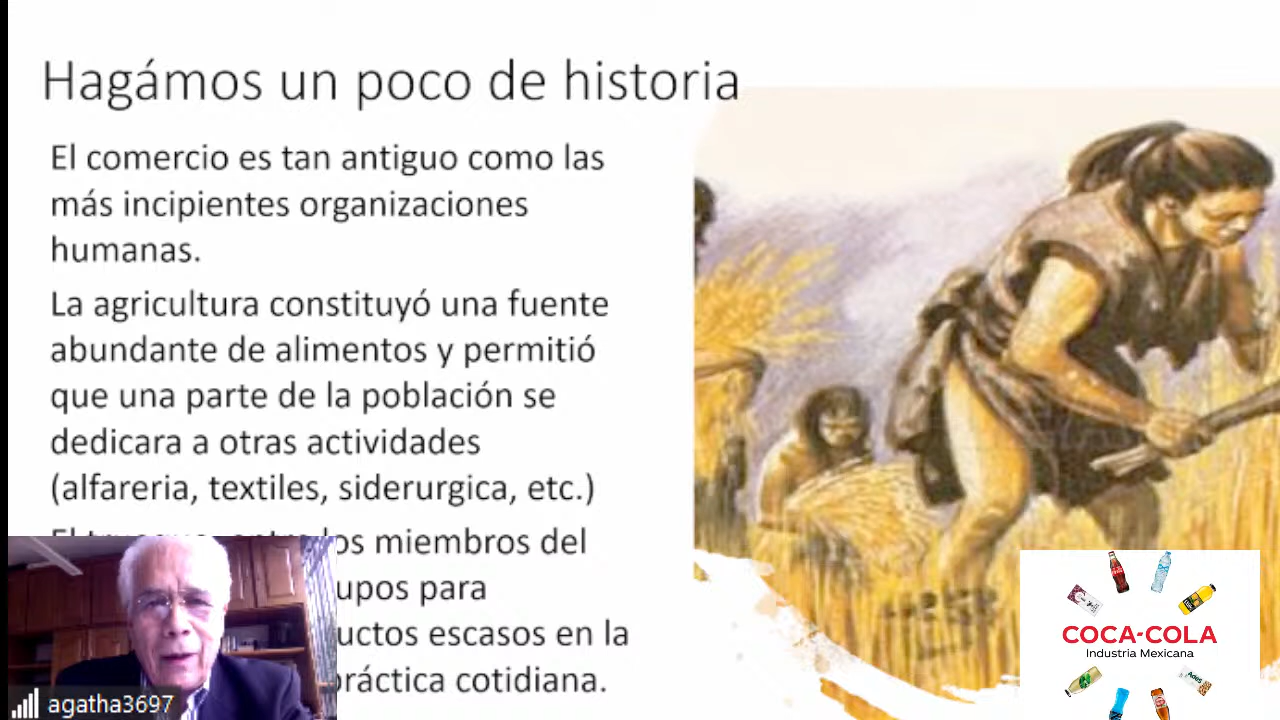 Hagámos un poco de historia
El comercio es tan antiguo como las
más incipientes organizaciones
humanas.
La agricultura constituyó una fuente
abundante de alimentos y permitió
que una parte de la población se
dedicara a otras actividades
(alfareria, textiles, siderurgica, etc.)
El trueque, entre los miembros del
upos para
uctos escasos en la
práctica cotidiana.
agatha3697
COCA-COLA
Industria Mexicana